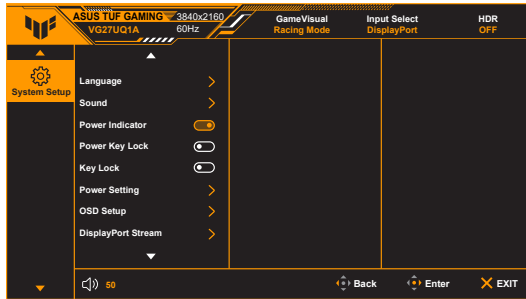 ASUS TUF GAMING 3840x2160
VG27UQ1A 60Hz
GameVisual
Racing Mode
Input Select
DisplayPort
HDR
OFF
System Setup
Language
Sound
Power Indicator
Power Key Lock
Key Lock
Power Setting
OSD Setup
DisplayPort Stream
50
Back
Enter
EXIT